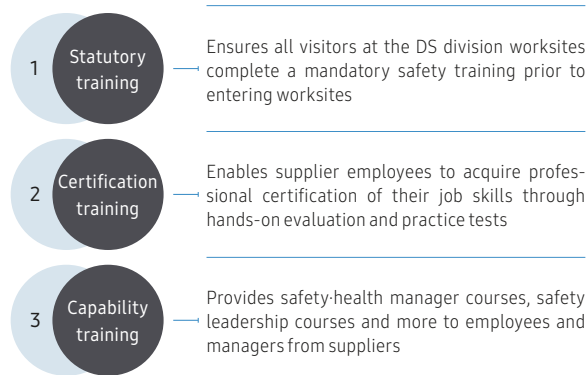 1
Statutory
training
Ensures all visitors at the DS division worksites
complete a mandatory safety training prior to
entering worksites
2
Certification
training
Enables supplier employees to acquire profes-
sional certification of their job skills through
hands-on evaluation and practice tests
3
Capability
training
Provides safety·health manager courses, safety
leadership courses and more to employees and
managers from suppliers